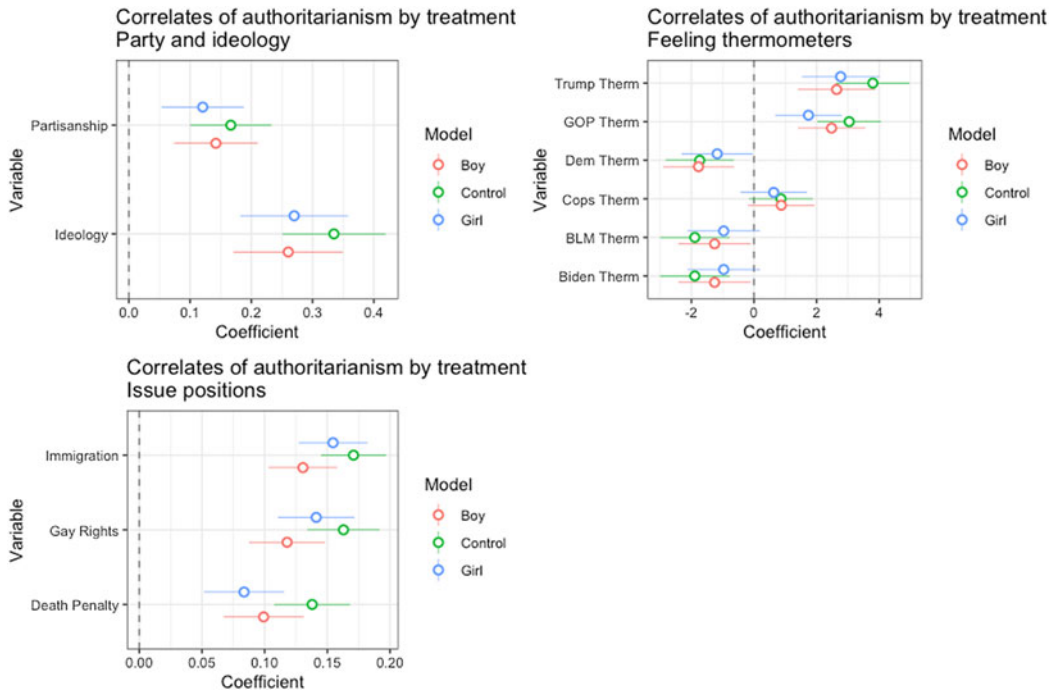 Correlates of authoritarianism by treatment
Party and ideology
Variable
Partisanship
Ideology
0.0 0.1 0.2 0.3 0.4
Coefficient
Model
Boy
Control
Girl
Correlates of authoritarianism by treatment
Feeling thermometers
Variable
Trump Therm
GOP Therm
Dem Therm
Cops Therm
BLM Therm
Biden Therm
-2 0 2 4
Coefficient
Model
Boy
Control
Girl
Correlates of authoritarianism by treatment
Issue positions
Variable
Immigration
Gay Rights
Death Penalty
0.00 0.05 0.10 0.15 0.20
Coefficient
Model
Boy
Control
Girl